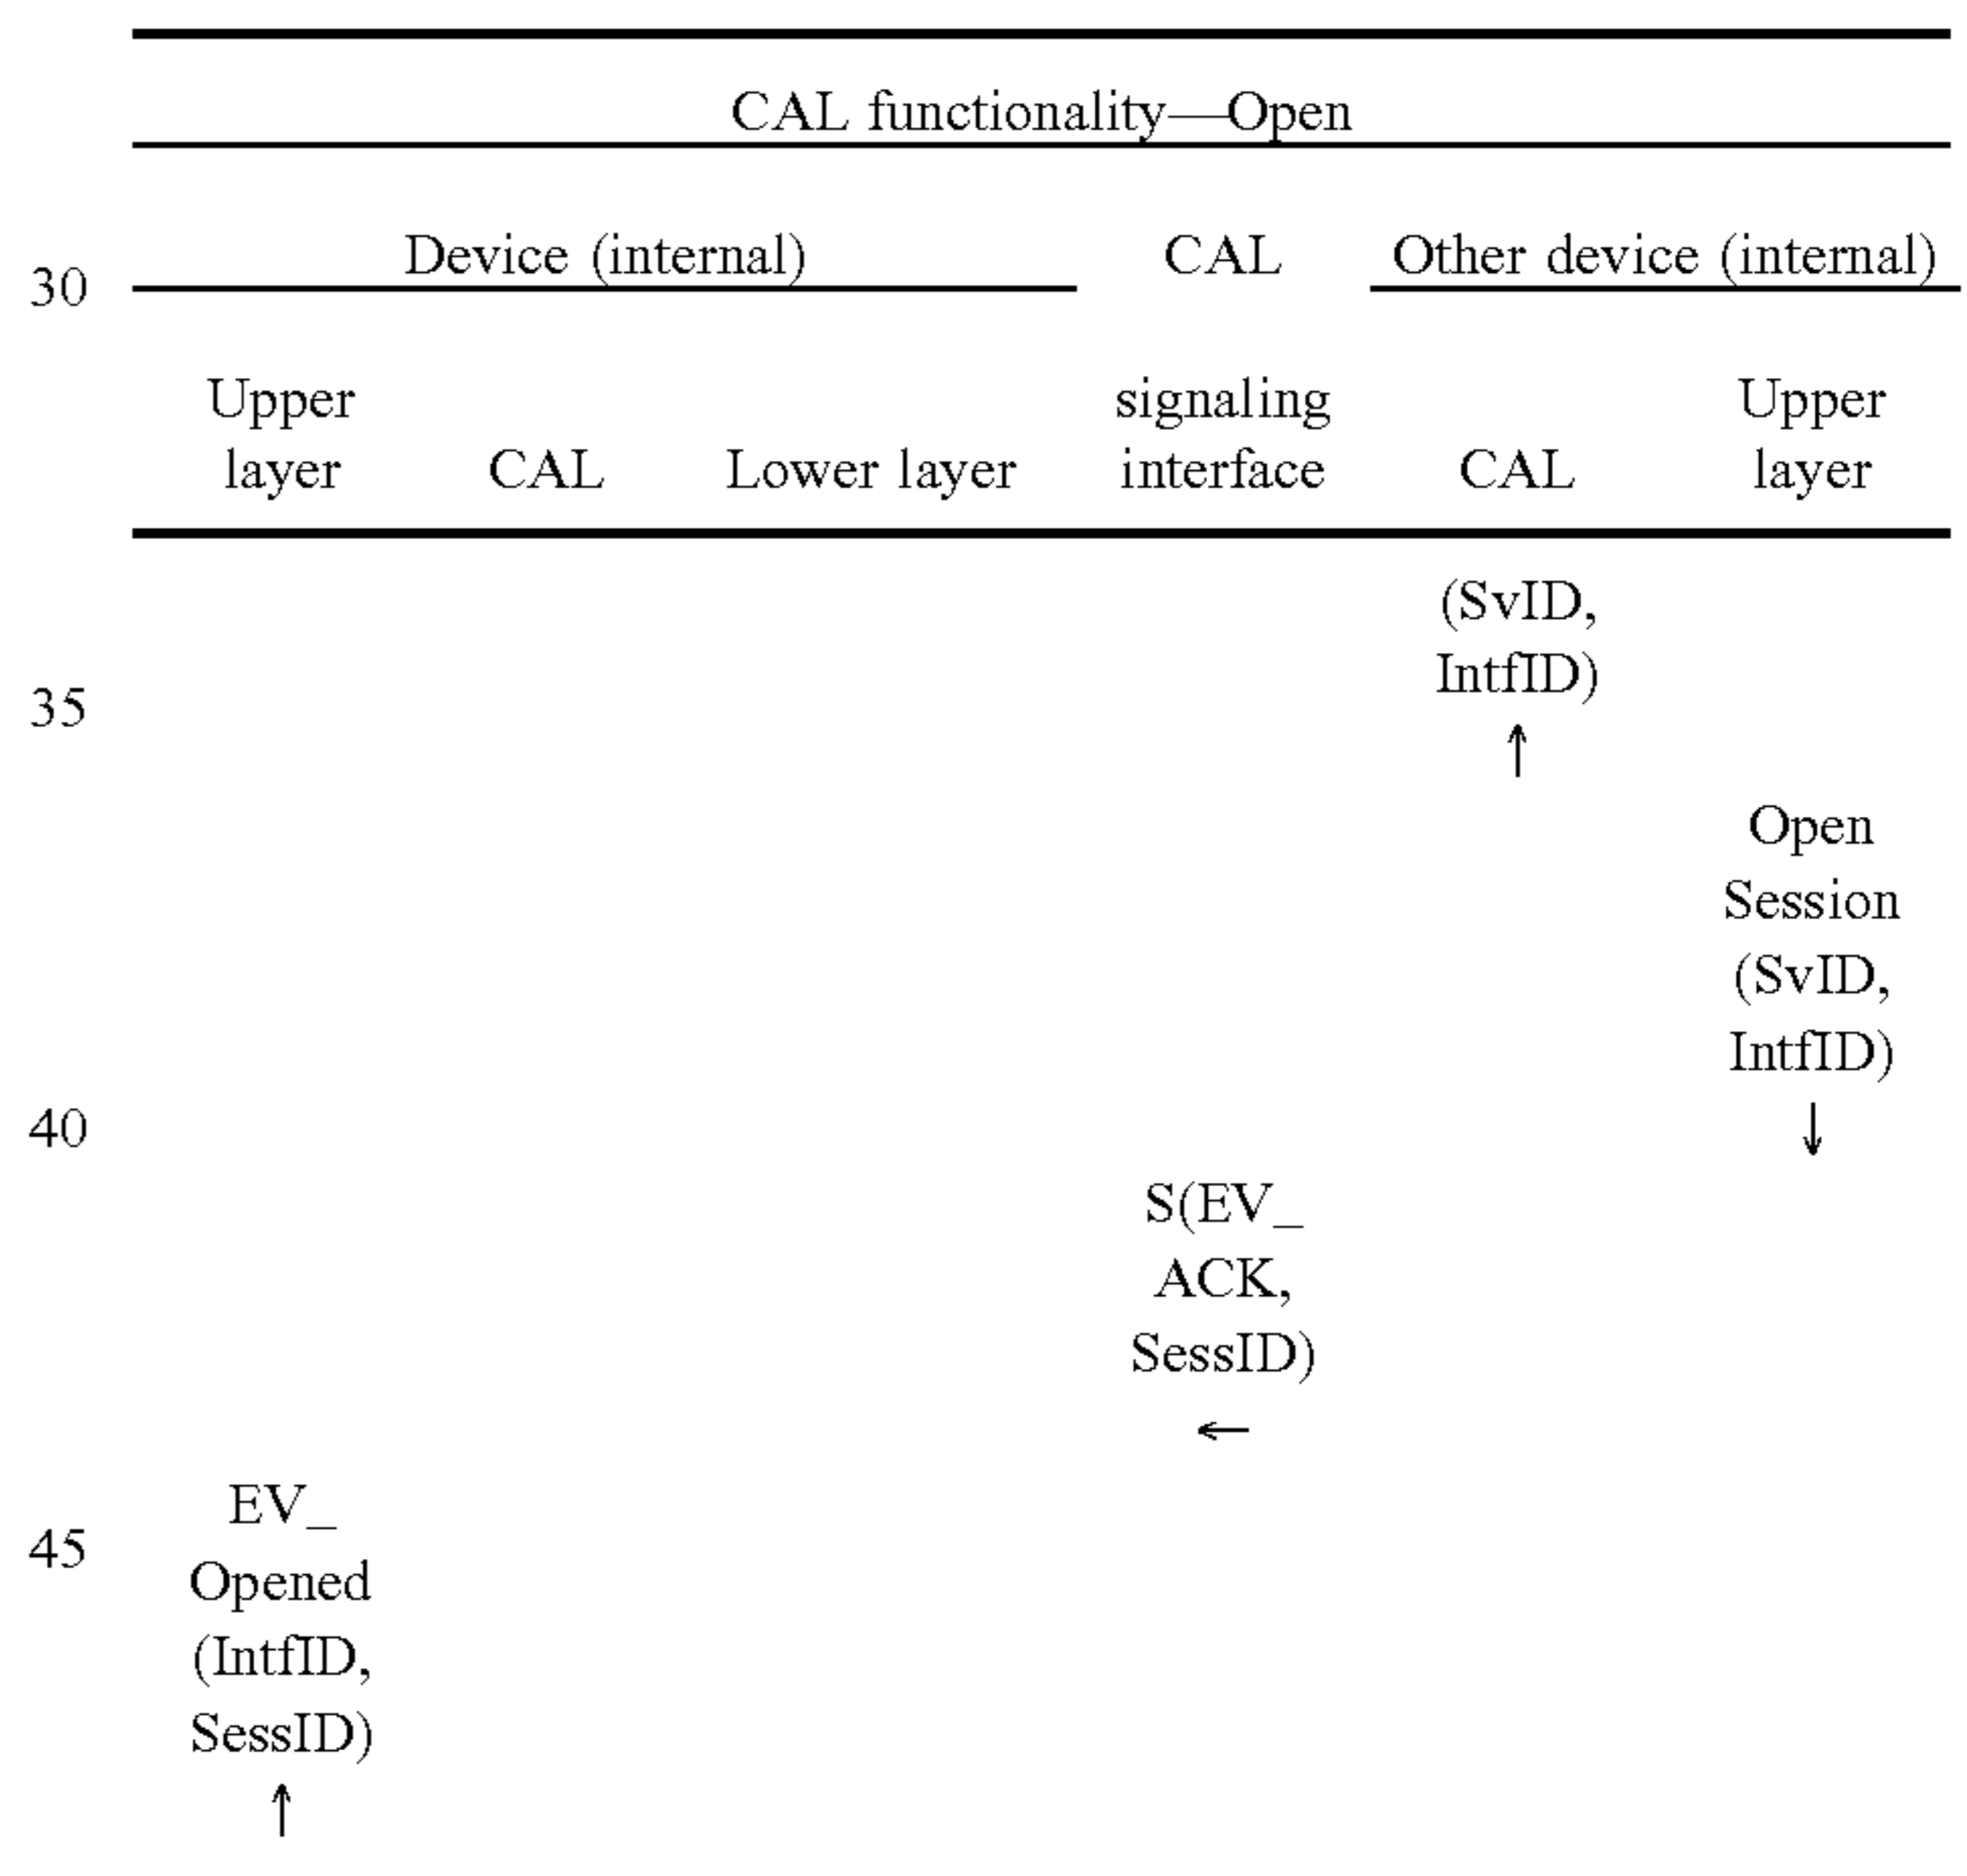 CAL functionality—Open
Device (internal) CAL Other device (internal)
30
Upper signaling Upper
layer CAL Lower layer interface CAL layer
(SvID,
IntfID)
35
↑
Open
Session
(SvID,
IntfID)
40
↓
S(EV_
ACK,
SessID)
←
EV_
45
Opened
(IntfID,
SessID)
↑